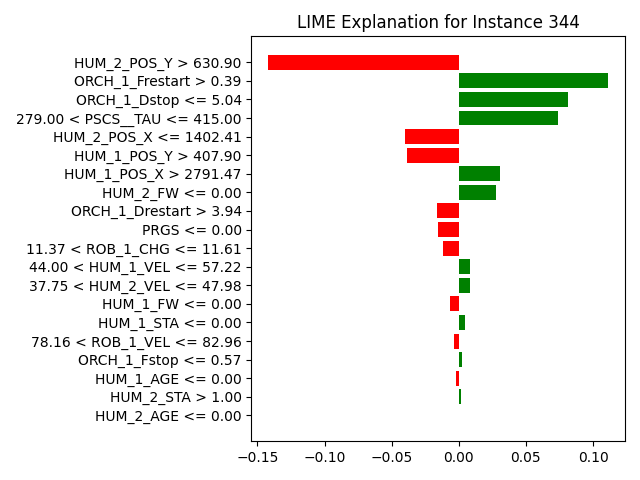 LIME Explanation for Instance 344
HUM_2_POS_Y > 630.90
ORCH_1_Frestart > 0.39
ORCH_1_Dstop <= 5.04
279.00 < PSCS__TAU <= 415.00
HUM_2_POS_X <= 1402.41
HUM_1_POS_Y > 407.90
HUM_1_POS_X > 2791.47
HUM_2_FW <= 0.00
ORCH_1_Drestart > 3.94
PRGS <= 0.00
11.37 < ROB_1_CHG <= 11.61
44.00 < HUM_1_VEL <= 57.22
37.75 < HUM_2_VEL <= 47.98
HUM_1_FW <= 0.00
HUM_1_STA <= 0.00
78.16 < ROB_1_VEL <= 82.96
ORCH_1_Fstop <= 0.57
HUM_1_AGE <= 0.00
HUM_2_STA > 1.00
HUM_2_AGE <= 0.00
−0.15 −0.10 −0.05 0.00 0.05 0.10